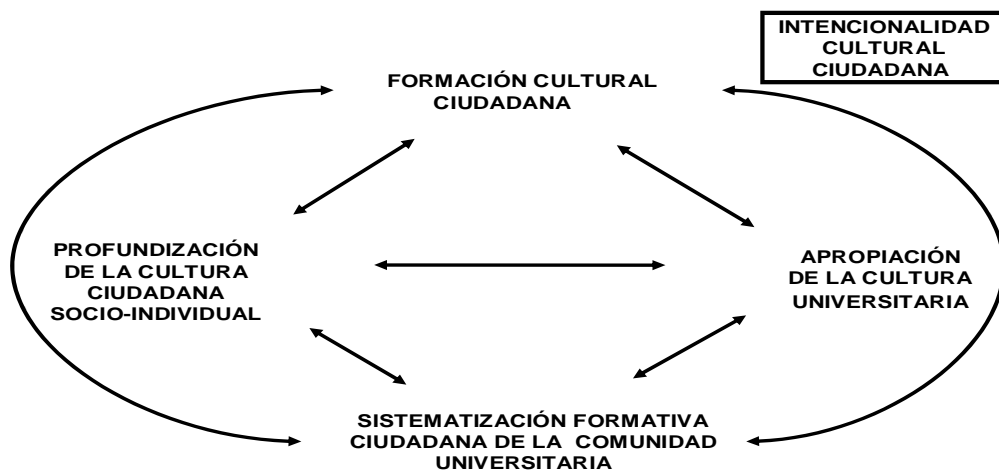 INTENCIONALIDAD
CULTURAL
CIUDADANA
FORMACIÓN CULTURAL
CIUDADANA
PROFUNDIZACIÓN
DE LA CULTURA
CIUDADANA
SOCIO-INDIVIDUAL
APROPIACIÓN
DE LA CULTURA
UNIVERSITARIA
SISTEMATIZACIÓN FORMATIVA
CIUDADANA DE LA COMUNIDAD
UNIVERSITARIA